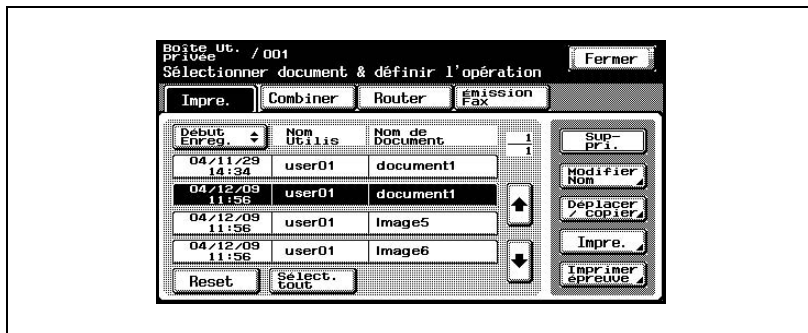 Boîte Ut.
privée / 001
Fermer
Sélectionner document & définir l'opération
Impre. Combiner Router Émission
Fax
Début
Enreg. Nom
Utilis Nom de
Document 1
1
04/11/29
14:34 user01 document1
04/12/09
11:56 user01 document1
04/12/09
11:56 user01 Image5
04/12/09
11:56 user01 Image6
Reset Sélect.
tout
Sup-
pri.
Modifier
Nom
Déplacer
/ copier
Impre.
Imprimer
épreuve